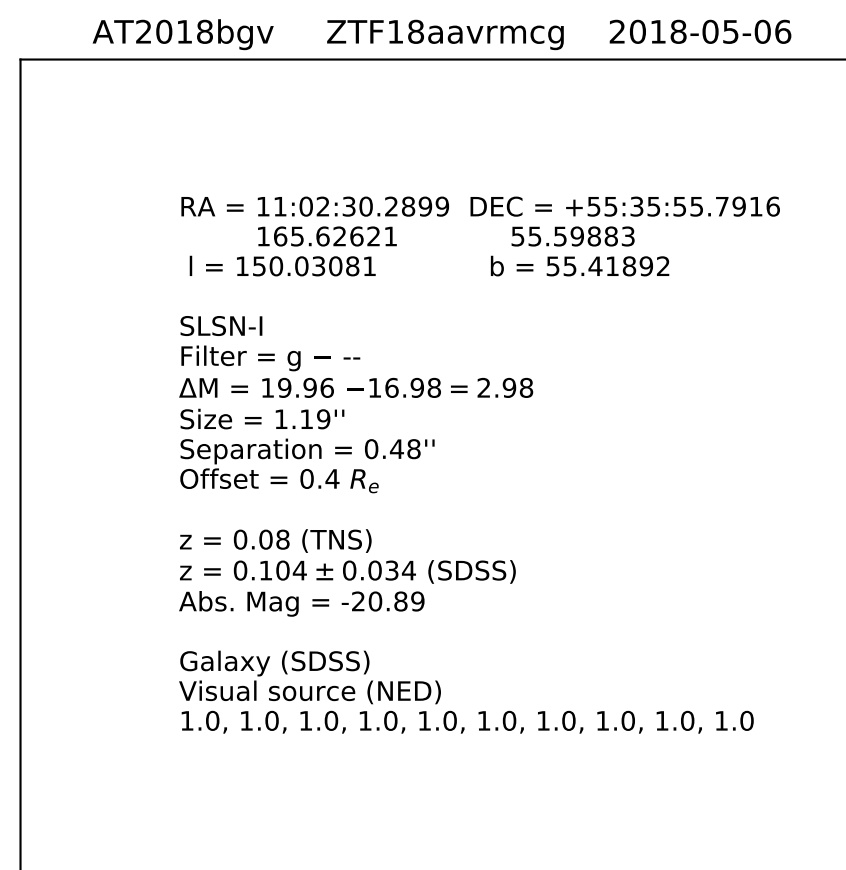 AT2018bgv ZTF18aavrmcg 2018-05-06
RA = 11:02:30.2899 DEC = +55:35:55.7916
165.62621 55.59883
l = 150.03081 b = 55.41892
SLSN-I
Filter = g − --
ΔM = 19.96 −16.98 = 2.98
Size = 1.19''
Separation = 0.48''
Offset = 0.4 Re
z = 0.08 (TNS)
z = 0.104 ± 0.034 (SDSS)
Abs. Mag = -20.89
Galaxy (SDSS)
Visual source (NED)
1.0, 1.0, 1.0, 1.0, 1.0, 1.0, 1.0, 1.0, 1.0, 1.0